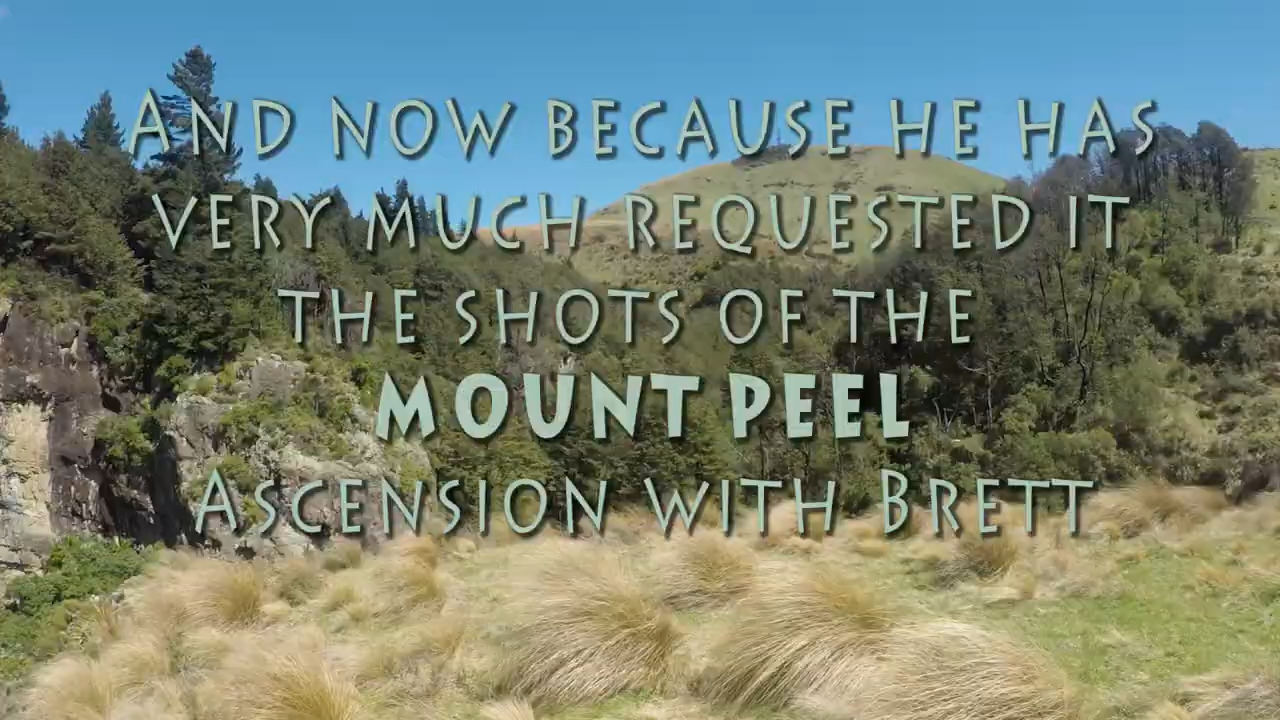 And now because he has
very much requested it
the shots of the
MOUNT PEEL
Ascension with Brett